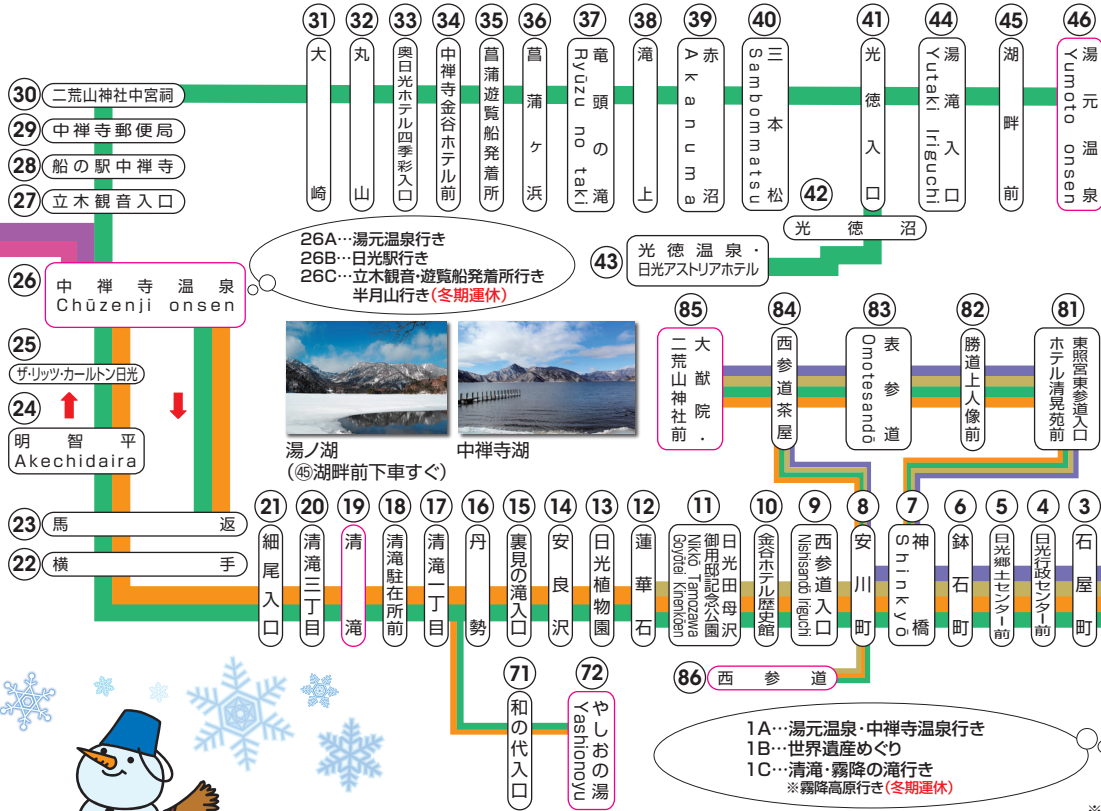 31
大崎
32
丸山
33
奥日光ホテル四季彩入口
34
中禅寺金谷ホテル前
35
菖蒲遊覧船発着所
36
菖蒲ヶ浜
37
竜頭の滝
Ryūzu no taki
38
滝上
39
赤沼
Akanuma
40
三本松
Sambommatsu
41
光徳入口
44
湯滝入口
Yutaki Iriguchi
45
湖畔前
46
湯元温泉
Yumoto onsen
30
二荒山神社中宮祠
29
中禅寺郵便局
28
船の駅中禅寺
27
立木観音入口
42
光徳沼
43
光徳温泉・
日光アストリアホテル
26
中禅寺温泉
Chūzenji onsen
26A…湯元温泉行き
26B…日光駅行き
26C…立木観音・遊覧船発着所行き
半月山行き(冬期運休)
25
ザ・リッツ・カールトン日光
24
明智平
Akechidaira
湯ノ湖
(㊺湖畔前下車すぐ)
中禅寺湖
85
大猷院・
二荒山神社前
84
西参道茶屋
83
表参道
Omotesandō
82
勝道上人像前
81
東照宮東参道入口
ホテル清晃苑前
23
馬返
22
横手
21
細尾入口
20
清滝三丁目
19
清滝
18
清滝駐在所前
17
清滝一丁目
16
丹勢
15
裏見の滝入口
14
安良沢
13
日光植物園
12
蓮華石
11
日光田母沢
御用邸記念公園
Nikkō Tamozawa
Goyōtei Kinenkōen
10
金谷ホテル歴史館
9
西参道入口
Nishisandō Iriguchi
8
安川町
7
神橋
Shinkyō
6
鉢石町
5
日光郷土センター前
4
日光行政センター前
3
石屋町
86
西参道
71
和の代入口
72
やしおの湯
Yashionoyu
1A…湯元温泉・中禅寺温泉行き
1B…世界遺産めぐり
1C…清滝・霧降の滝行き
※霧降高原行き(冬期運休)
※